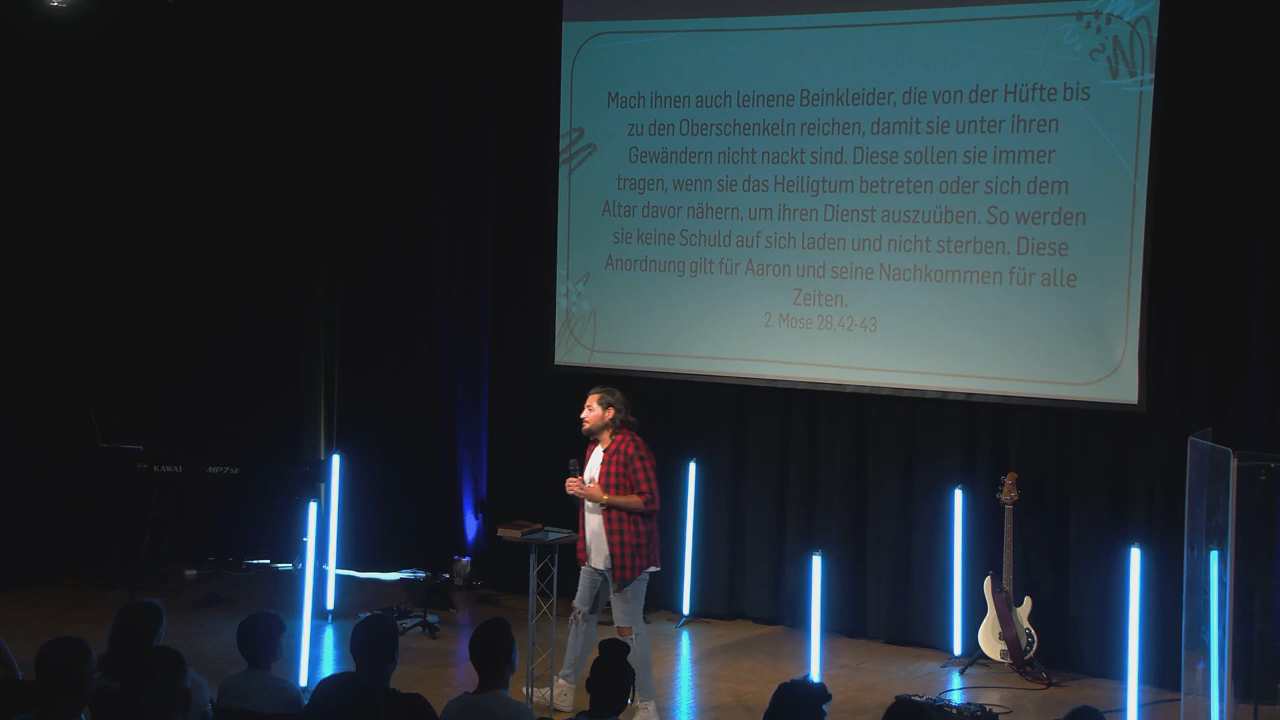 Mach ihnen auch leinene Beinkleider, die von der Hüfte bis
zu den Oberschenkeln reichen, damit sie unter ihren
Gewändern nicht nackt sind. Diese sollen sie immer
tragen, wenn sie das Heiligtum betreten oder sich dem
Altar davor nähern, um ihren Dienst auszuüben. So werden
sie keine Schuld auf sich laden und nicht sterben. Diese
Anordnung gilt für Aaron und seine Nachkommen für alle
Zeiten.
2. Mose 28,42-43
KAWAI MP7SE